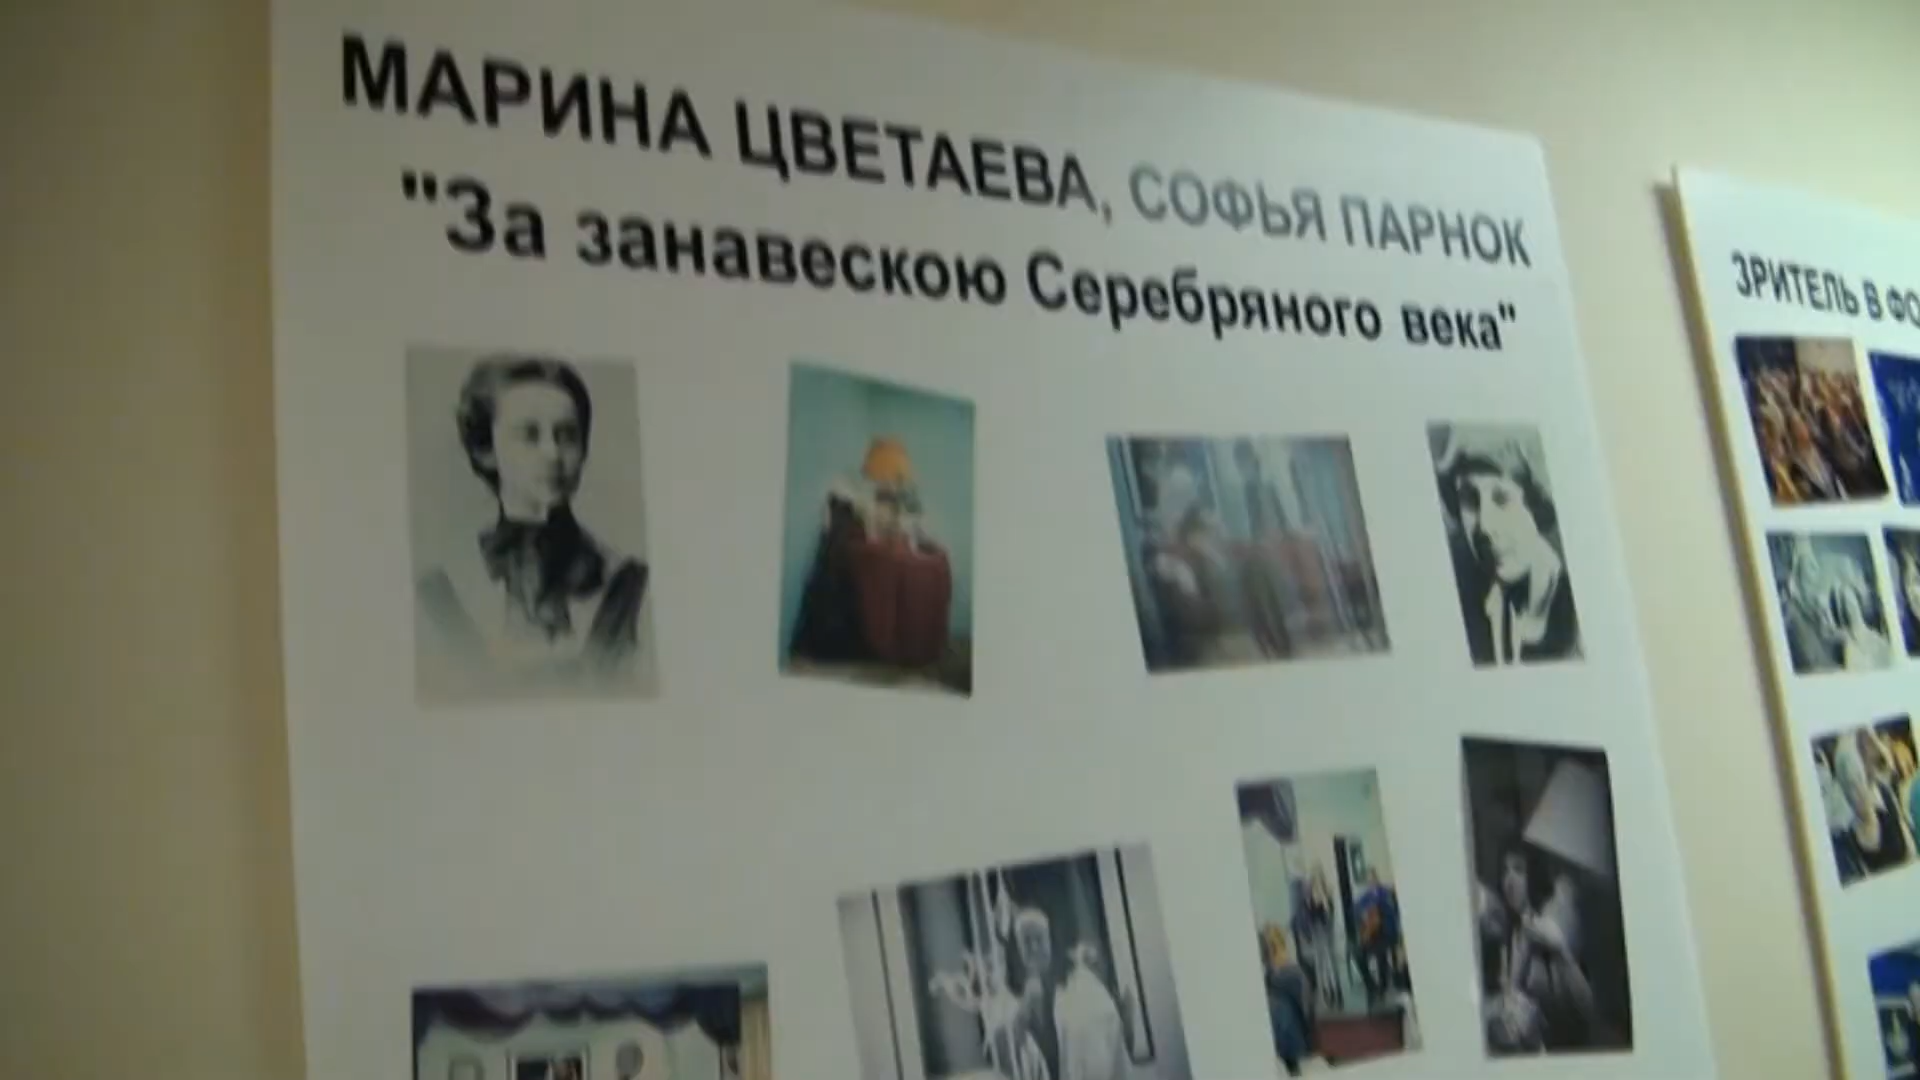 МАРИНА ЦВЕТАЕВА, СОФЬЯ ПАРНОК
"За занавескою Серебряного века"
ЗРИТЕЛЬ В